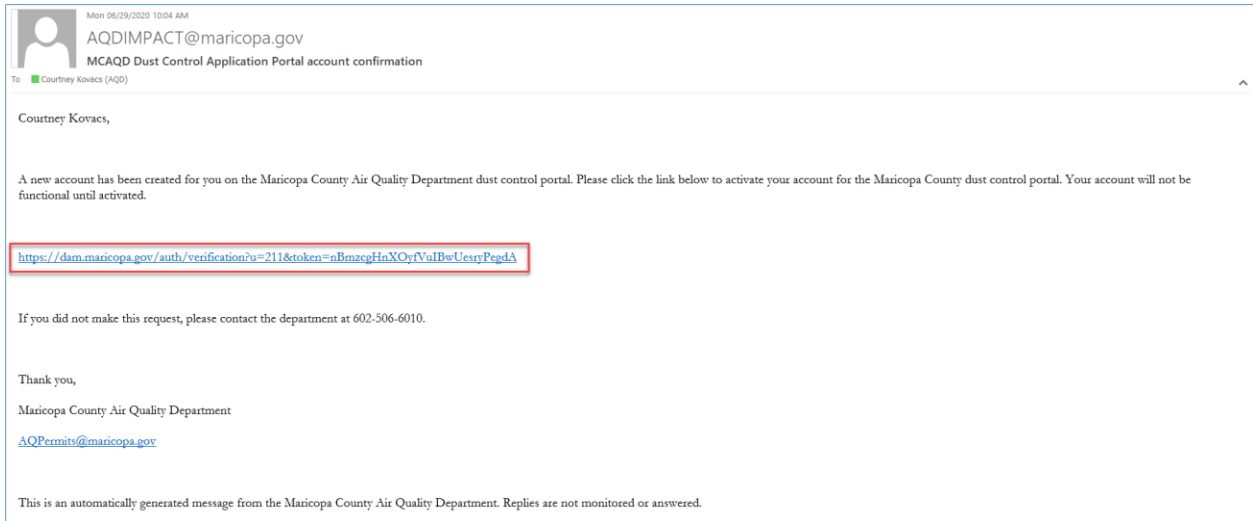 Mon 06/29/2020 10:04 AM
AQDIMPACT@maricopa.gov
MCAQD Dust Control Application Portal account confirmation
To Courtney Kovacs (AQD)
Courtney Kovacs,
A new account has been created for you on the Maricopa County Air Quality Department dust control portal. Please click the link below to activate your account for the Maricopa County dust control portal. Your account will not be
functional until activated.
https://dam.maricopa.gov/auth/verification?u=211&token=nBmzcgHnXOyfVuIBwUesryPegdA
If you did not make this request, please contact the department at 602-506-6010.
Thank you,
Maricopa County Air Quality Department
AQPermits@maricopa.gov
This is an automatically generated message from the Maricopa County Air Quality Department. Replies are not monitored or answered.